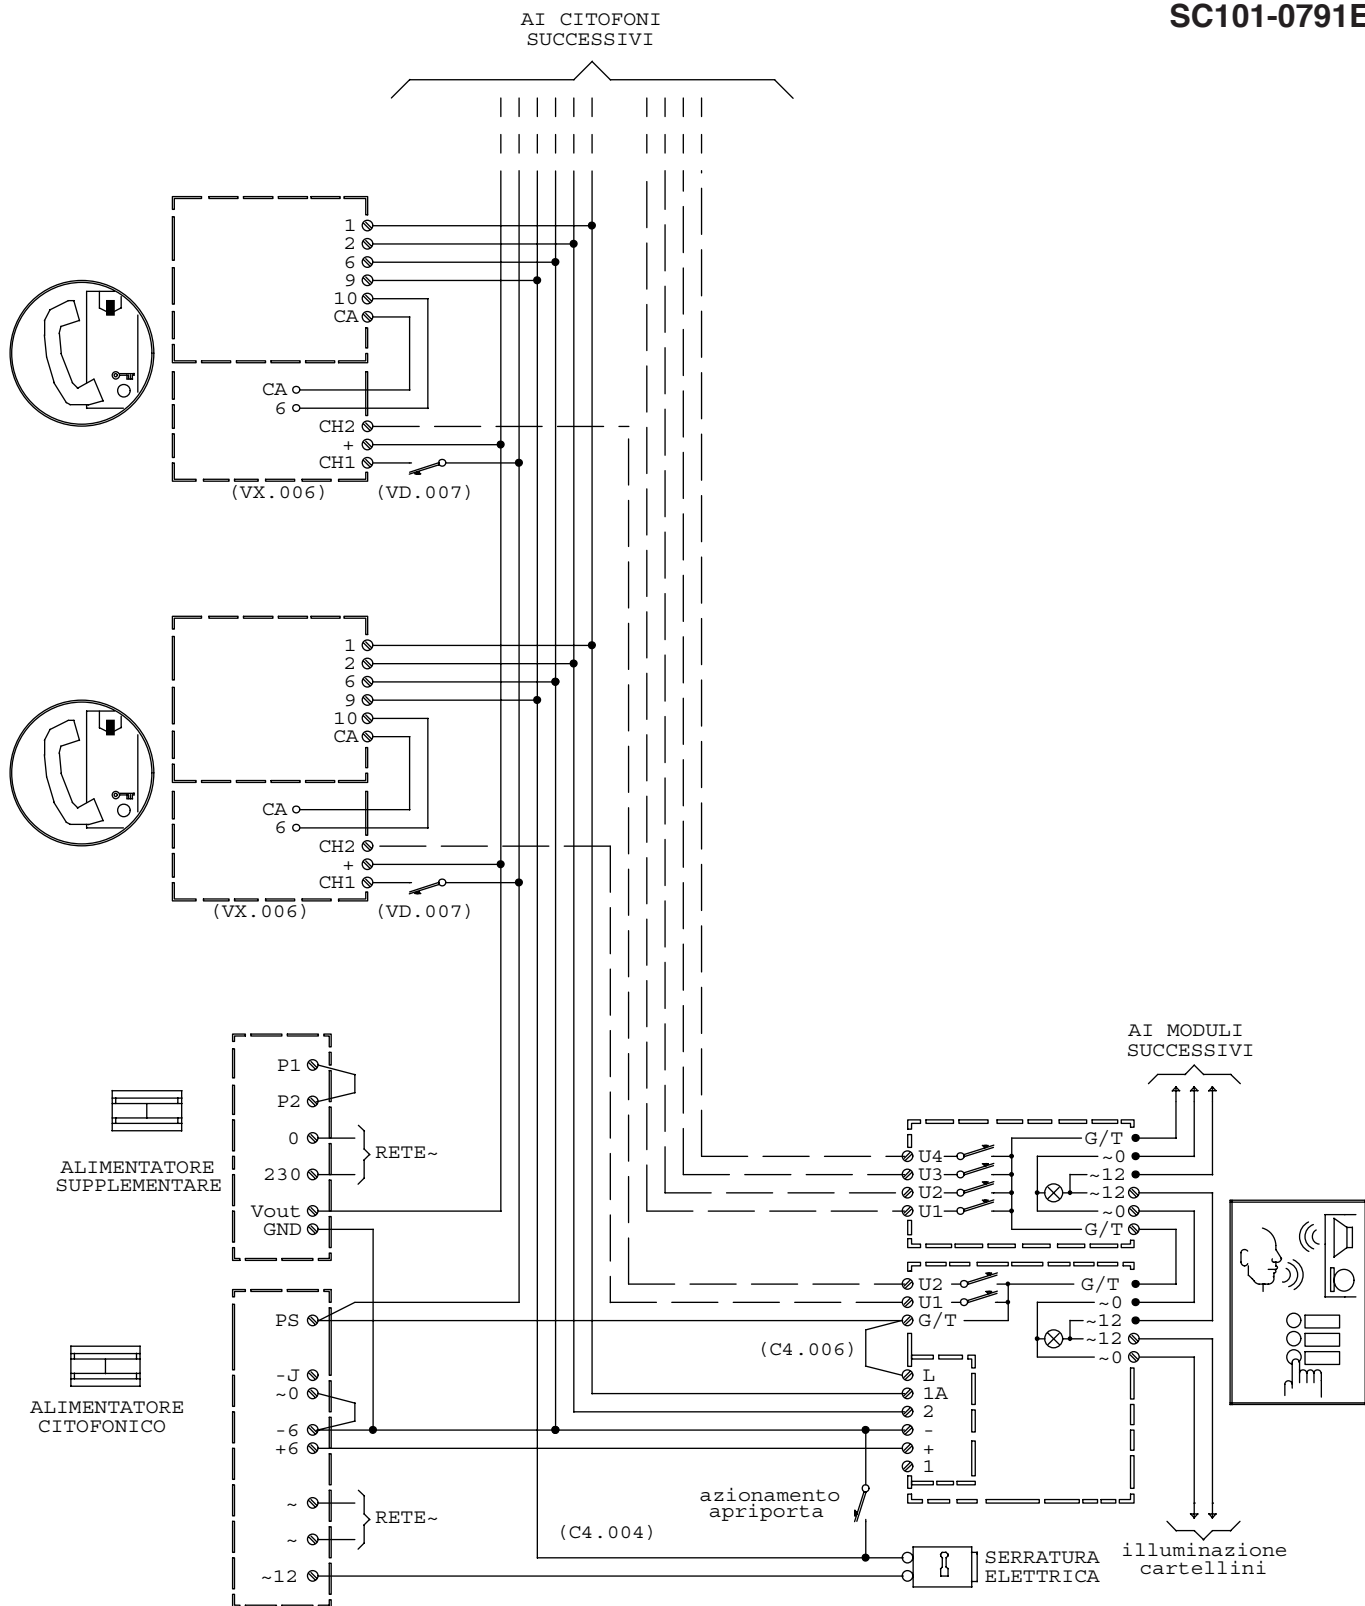 SC101-0791E
AI CITOFONI
SUCCESSIVI
1
2
6
9
10
CA
CA
6
CH2
+
CH1
(VX.006)
(VD.007)
1
2
6
9
10
CA
CA
6
CH2
+
CH1
(VX.006)
(VD.007)
P1
P2
0
230
RETE~
Vout
GND
ALIMENTATORE
SUPPLEMENTARE
PS
-J
~0
-6
+6
~
~
RETE~
~12
ALIMENTATORE
CITOFONICO
AI MODULI
SUCCESSIVI
U4
U3
U2
U1
G/T
~0
~12
~12
~0
G/T
U2
U1
G/T
G/T
~0
~12
~12
~0
(C4.006)
L
1A
2
-
+
1
azionamento
apriporta
(C4.004)
SERRATURA
ELETTRICA
illuminazione
cartellini